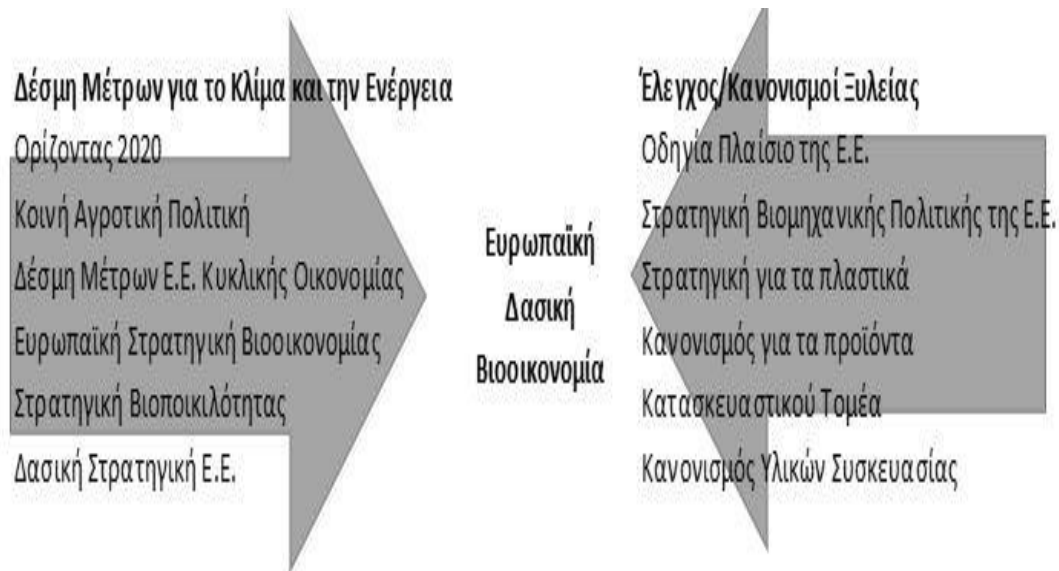 Δέσμη Μέτρων για το Κλίμα και την Ενέργεια
Ορίζοντας 2020
Κοινή Αγροτική Πολιτική
Δέσμη Μέτρων Ε.Ε. Κυκλικής Οικονομίας
Ευρωπαϊκή Στρατηγική Βιοοικονομίας
Στρατηγική Βιοποικιλότητας
Δασική Στρατηγική Ε.Ε.
Ευρωπαϊκή
Δασική
Βιοοικονομία
Έλεγχος/Κανονισμοί Ξυλείας
Οδηγία Πλαίσιο της Ε.Ε.
Στρατηγική Βιομηχανικής Πολιτικής της Ε.Ε.
Στρατηγική για τα πλαστικά
Κανονισμός για τα προϊόντα
Κατασκευαστικού Τομέα
Κανονισμός Υλικών Συσκευασίας